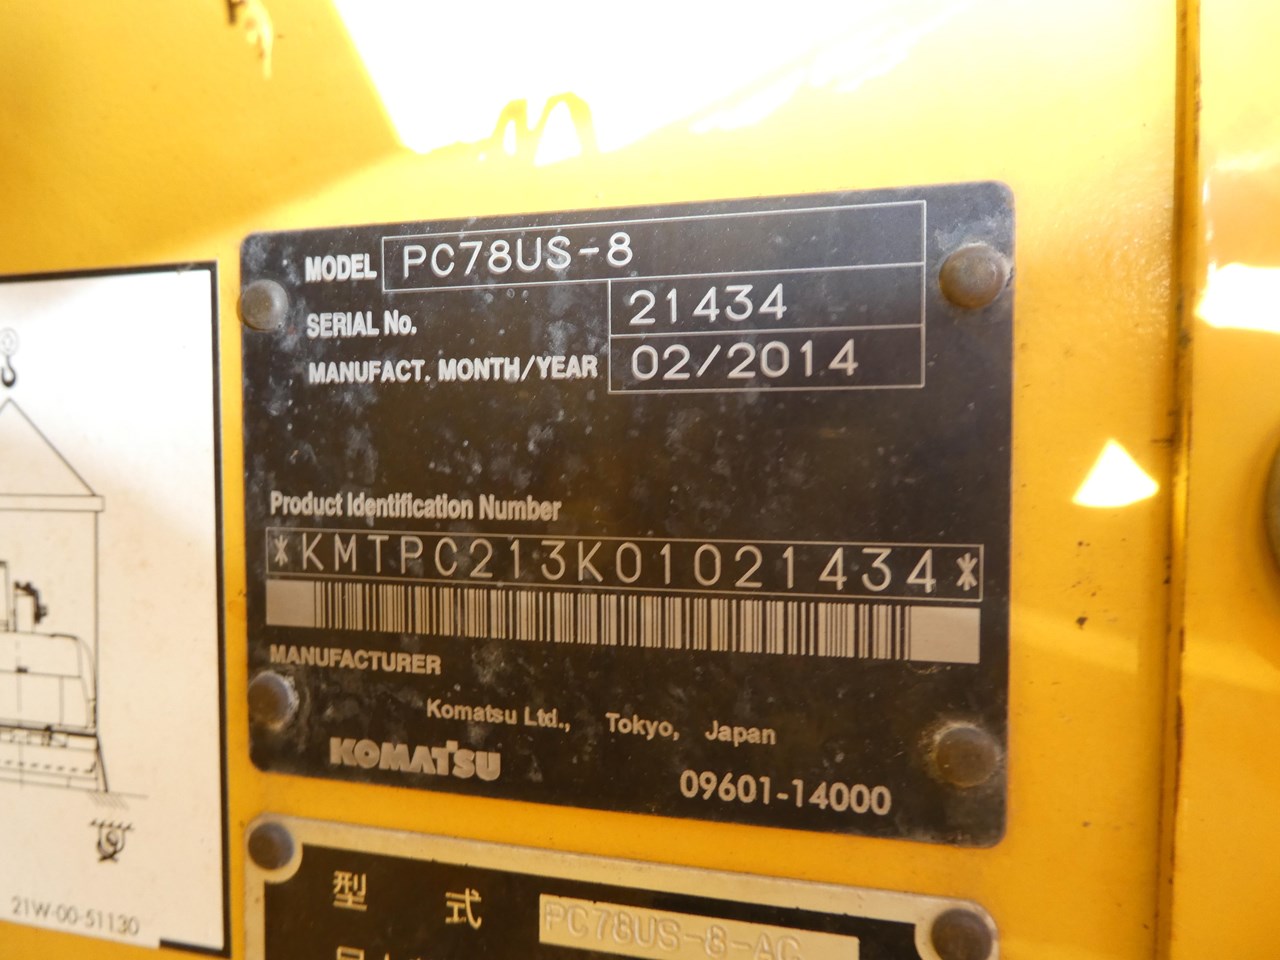 MODEL PC78US-8
SERIAL No. 21434
MANUFACT. MONTH/YEAR 02/2014
Product Identification Number
*KMTPC213K01021434*
MANUFACTURER
Komatsu Ltd., Tokyo, Japan
KOMATSU
09601-14000
21W-00-51130
型 式 PC78US-8-AC